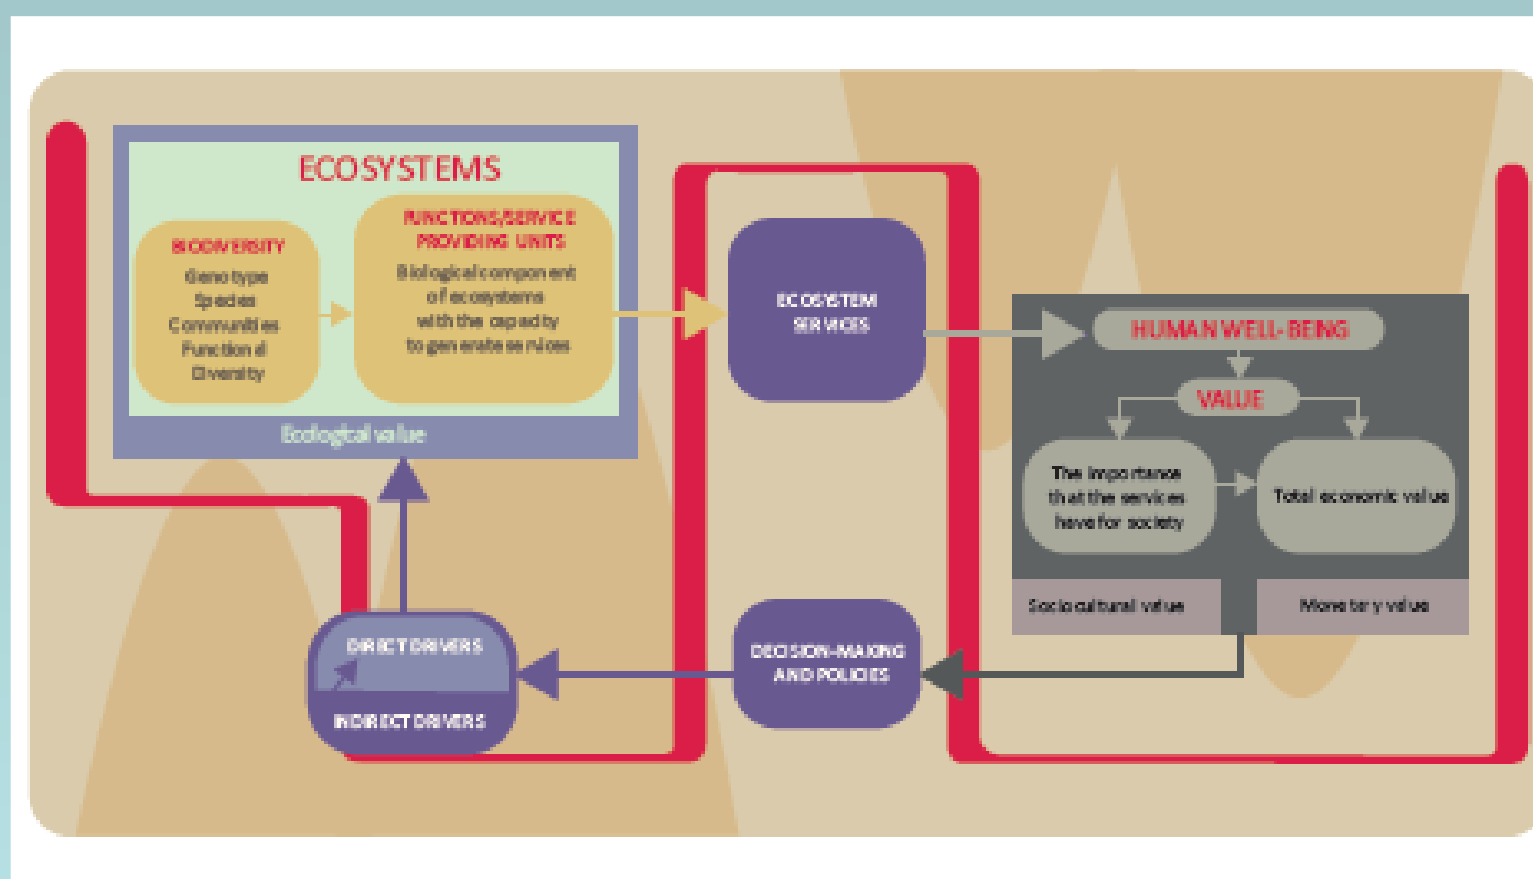 ECOSYSTEMS
BIODIVERSITY
Genotype
Species
Communities
Functional
Diversity
FUNCTIONS/SERVICE
PROVIDING UNITS
Biological component
of ecosystems
with the capacity
to generate services
Ecological value
ECOSYSTEM
SERVICES
HUMAN WELL-BEING
VALUE
The importance
that the services
have for society
Total economic value
Sociocultural value
Monetary value
DECISION-MAKING
AND POLICIES
DIRECT DRIVERS
INDIRECT DRIVERS